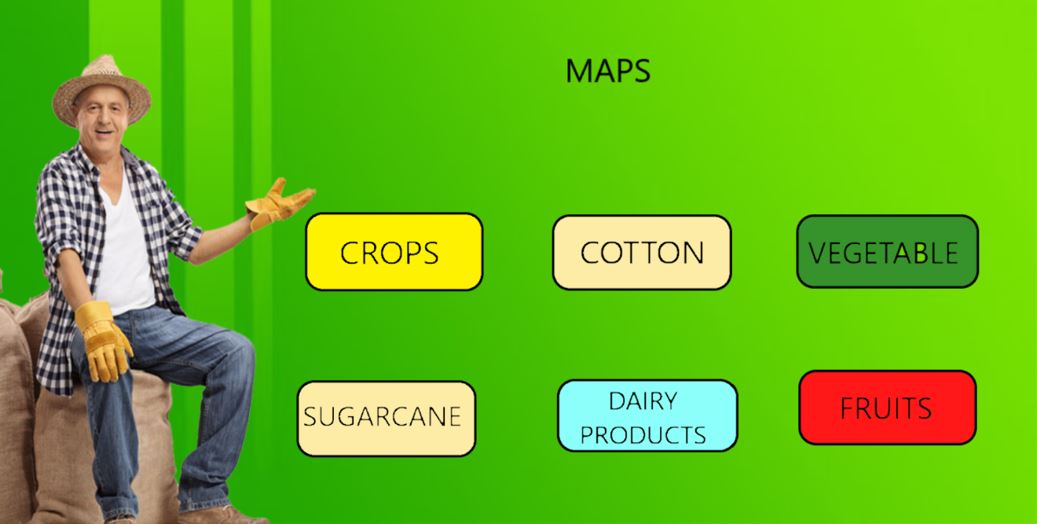 MAPS
CROPS
COTTON
VEGETABLE
SUGARCANE
DAIRY
PRODUCTS
FRUITS